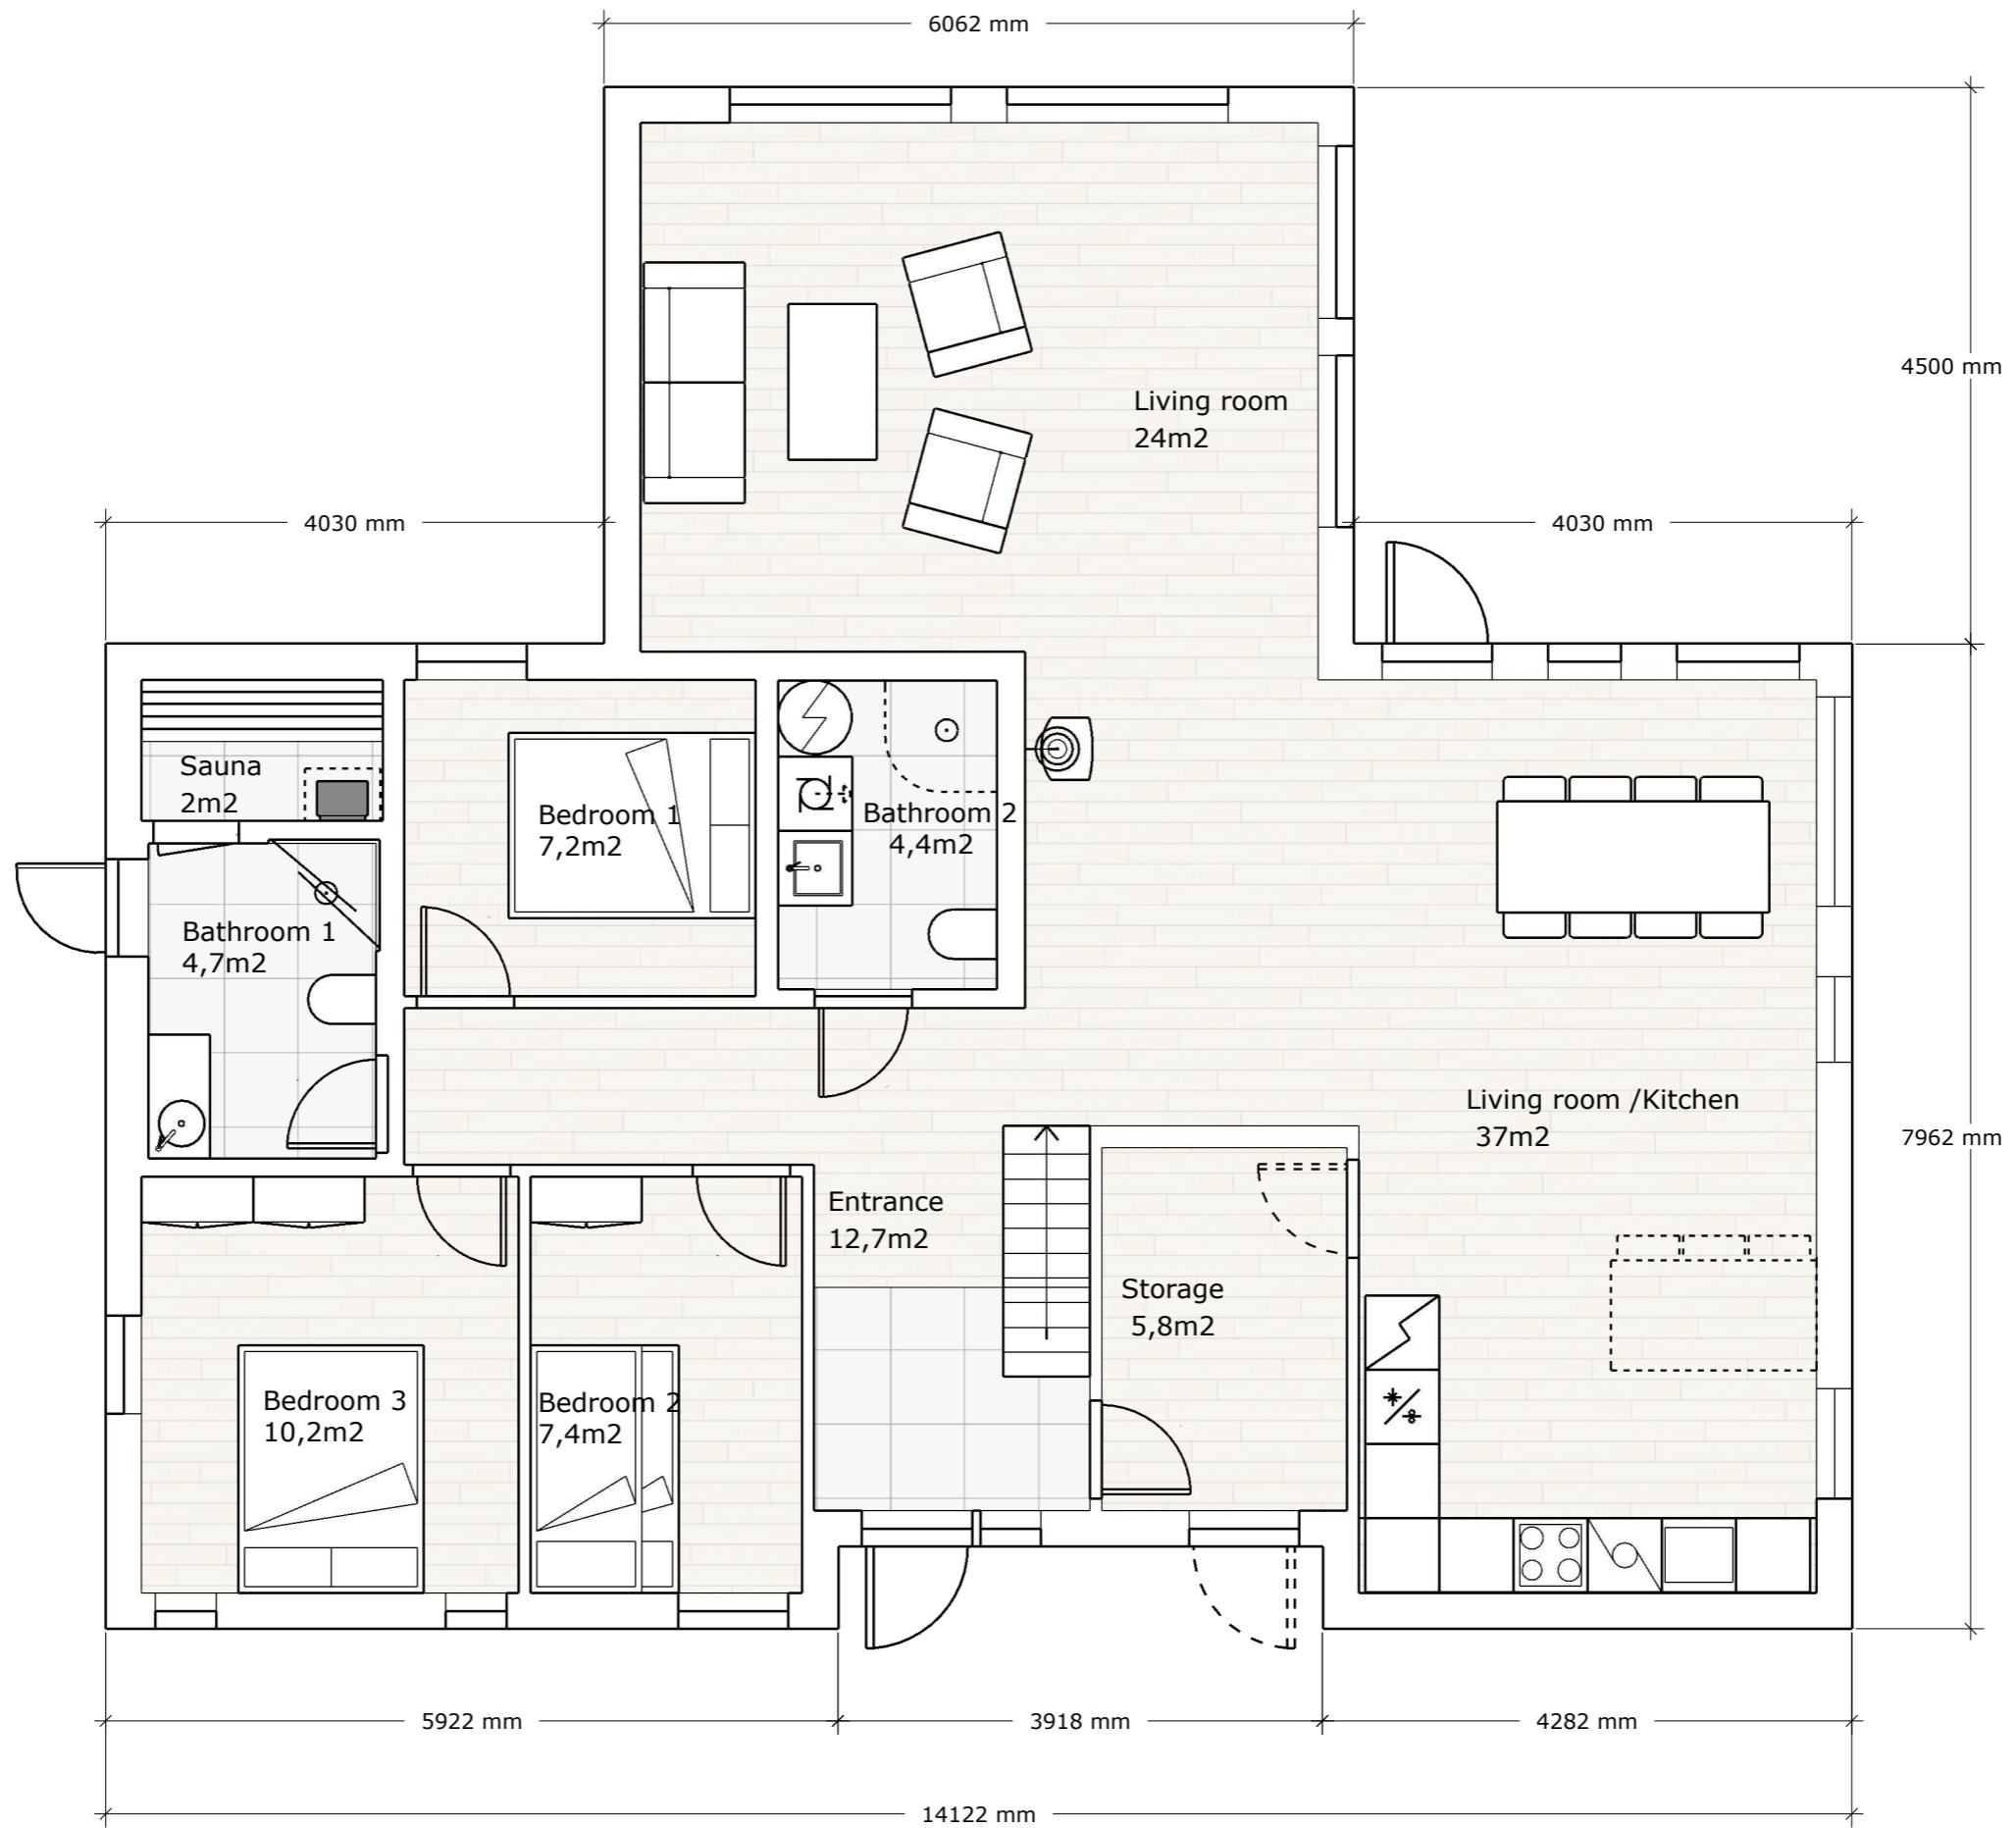 6062 mm
4500 mm
Living room
24m2
4030 mm
4030 mm
Sauna
2m2
Bedroom 1
7,2m2
Bathroom 2
4,4m2
Bathroom 1
4,7m2
Living room /Kitchen
37m2
7962 mm
Entrance
12,7m2
Storage
5,8m2
Bedroom 3
10,2m2
Bedroom 2
7,4m2
5922 mm
3918 mm
4282 mm
14122 mm